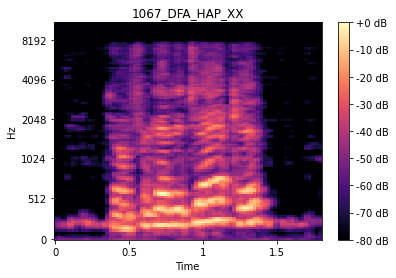 1067_DFA_HAP_XX
+0 dB
8192
-10 dB
4096
-20 dB
-30 dB
Hz
2048
-40 dB
1024
-50 dB
-60 dB
512
-70 dB
0
-80 dB
0
0.5
1
1.5
Time